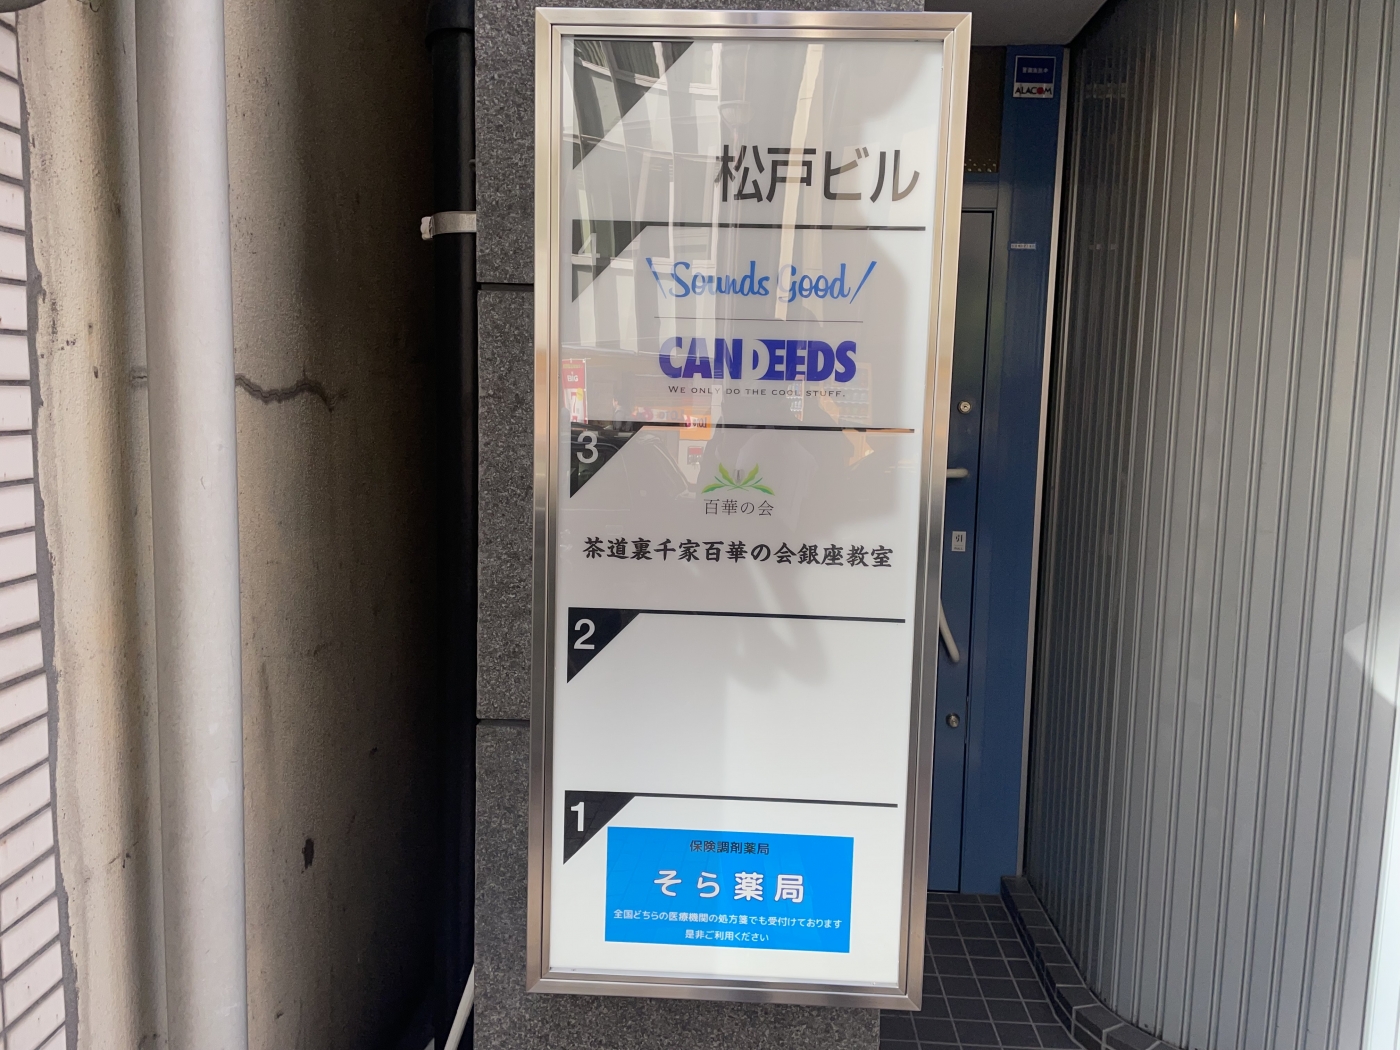 松戸ビル
4
\Sounds Good/
CANDEEDS
WE ONLY DO THE COOL STUFF.
3
百華の会
茶道裏千家百華の会銀座教室
2
1
保険調剤薬局
そら薬局
全国どちらの医療機関の処方箋でも受付けております
是非ご利用ください
ALACOM
引